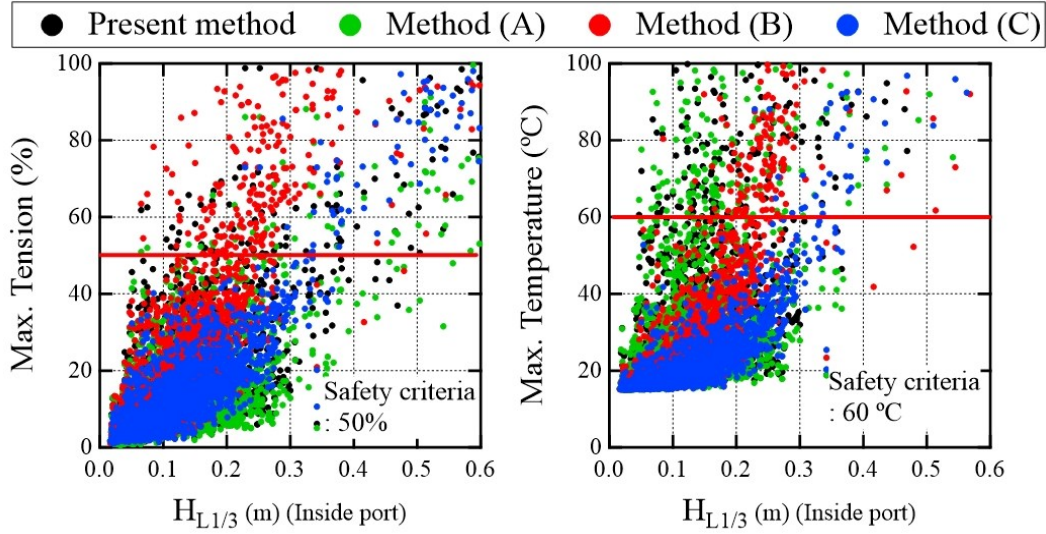 Present method Method (A) Method (B) Method (C)
Max. Tension (%)
100
80
60
40
20
0
0.0 0.1 0.2 0.3 0.4 0.5 0.6
Safety criteria
: 50%
H_L1/3 (m) (Inside port)
Max. Temperature (ºC)
100
80
60
40
20
0
0.0 0.1 0.2 0.3 0.4 0.5 0.6
Safety criteria
: 60 ºC
H_L1/3 (m) (Inside port)